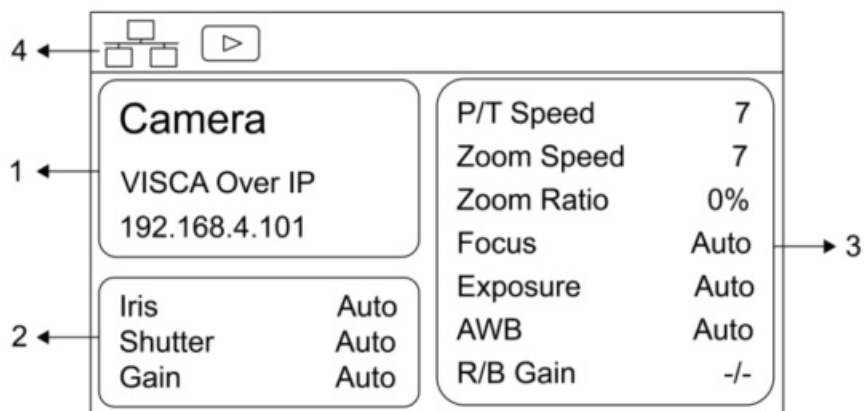 4
1
Camera
VISCA Over IP
192.168.4.101
2
Iris Auto
Shutter Auto
Gain Auto
P/T Speed 7
Zoom Speed 7
Zoom Ratio 0%
Focus Auto
Exposure Auto
AWB Auto
R/B Gain -/-
3